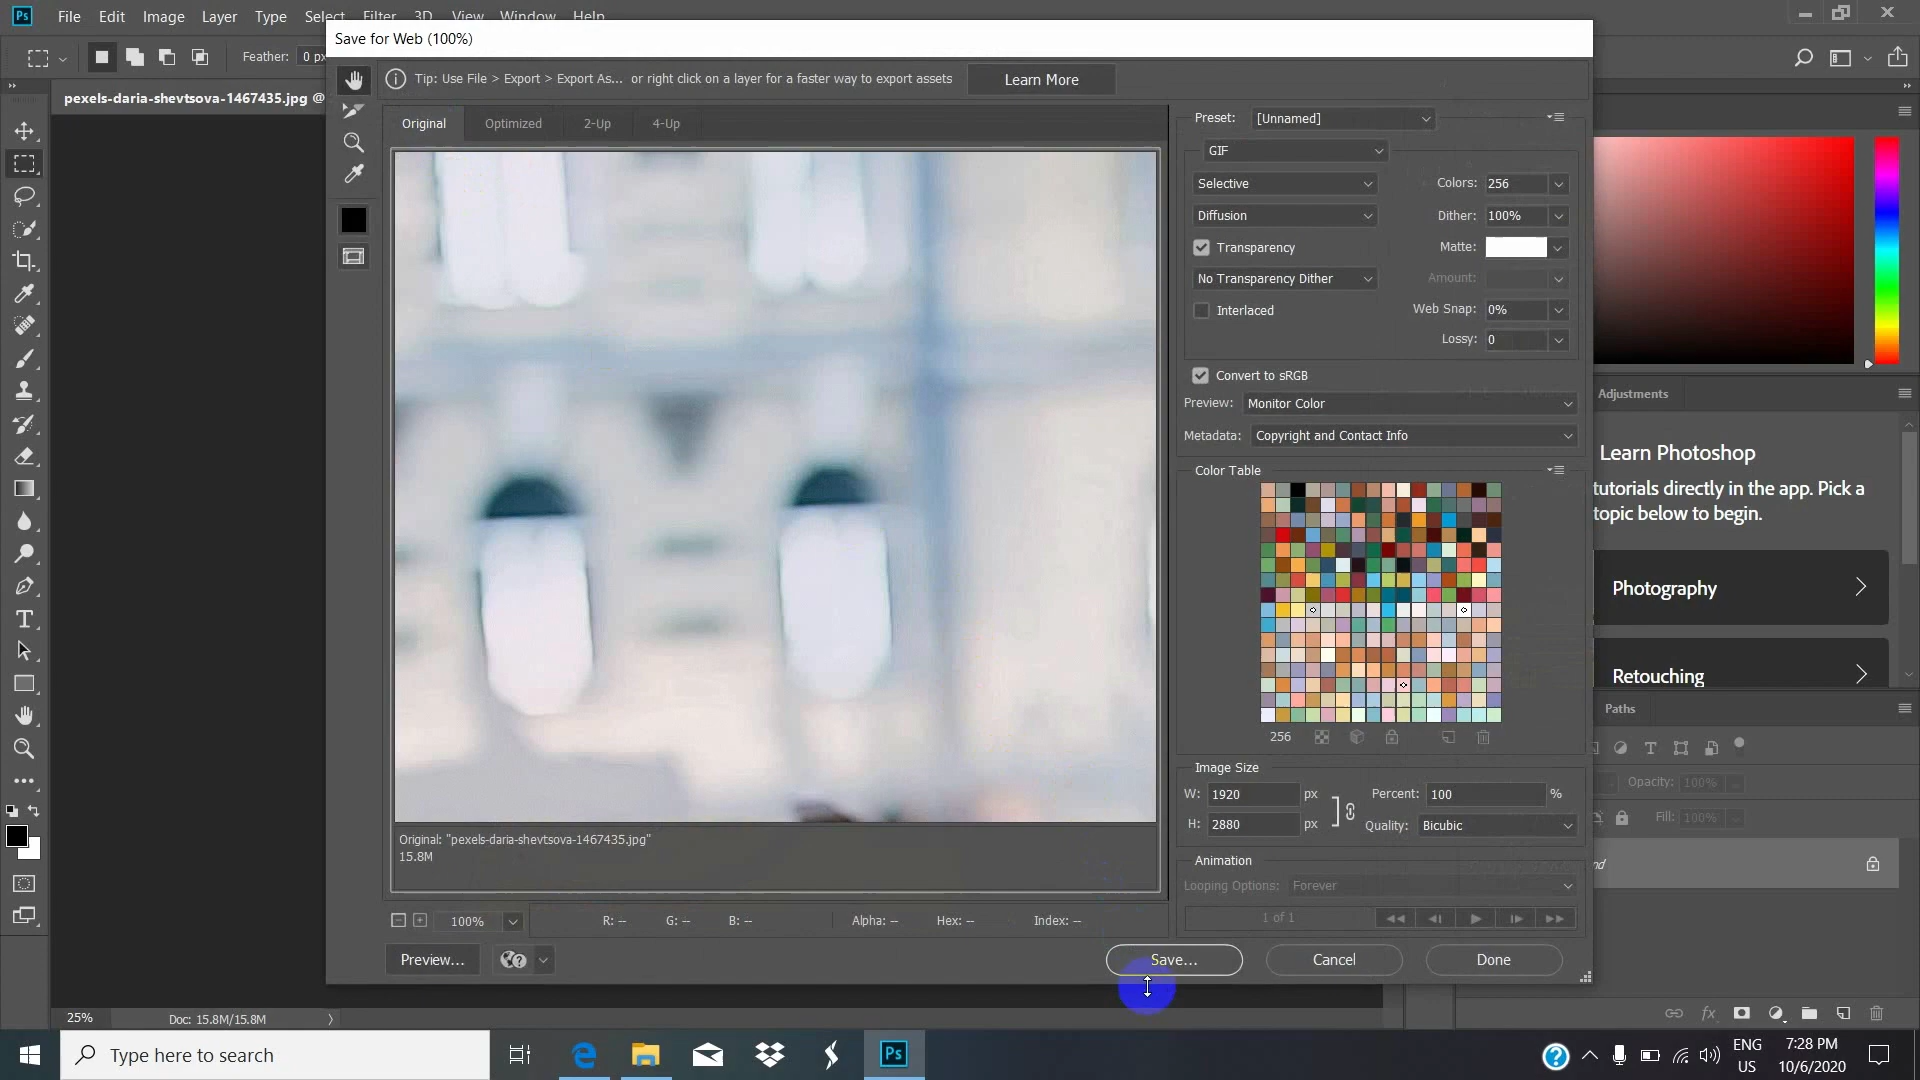 Ps File Edit Image Layer Type Select Filter 3D View Window Help
Save for Web (100%)
Feather: 0 px
Tip: Use File > Export > Export As... or right click on a layer for a faster way to export assets
Learn More
pexels-daria-shevtsova-1467435.jpg @
Original Optimized 2-Up 4-Up
Preset: [Unnamed]
GIF
Selective
Colors: 256
Diffusion
Dither: 100%
Transparency
Matte:
No Transparency Dither
Amount:
Interlaced
Web Snap: 0%
Lossy: 0
Convert to sRGB
Preview: Monitor Color
Metadata: Copyright and Contact Info
Color Table
256
Image Size
W: 1920 px
Percent: 100 %
H: 2880 px
Quality: Bicubic
Animation
Looping Options: Forever
1 of 1
Original: "pexels-daria-shevtsova-1467435.jpg"
15.8M
100%
R: -- G: -- B: -- Alpha: -- Hex: -- Index: --
Preview...
Save...
Cancel
Done
Adjustments
Learn Photoshop
tutorials directly in the app. Pick a
topic below to begin.
Photography
Retouching
Paths
Opacity: 100%
Fill: 100%
25%
Doc: 15.8M/15.8M
Type here to search
Ps
ENG
US
7:28 PM
10/6/2020